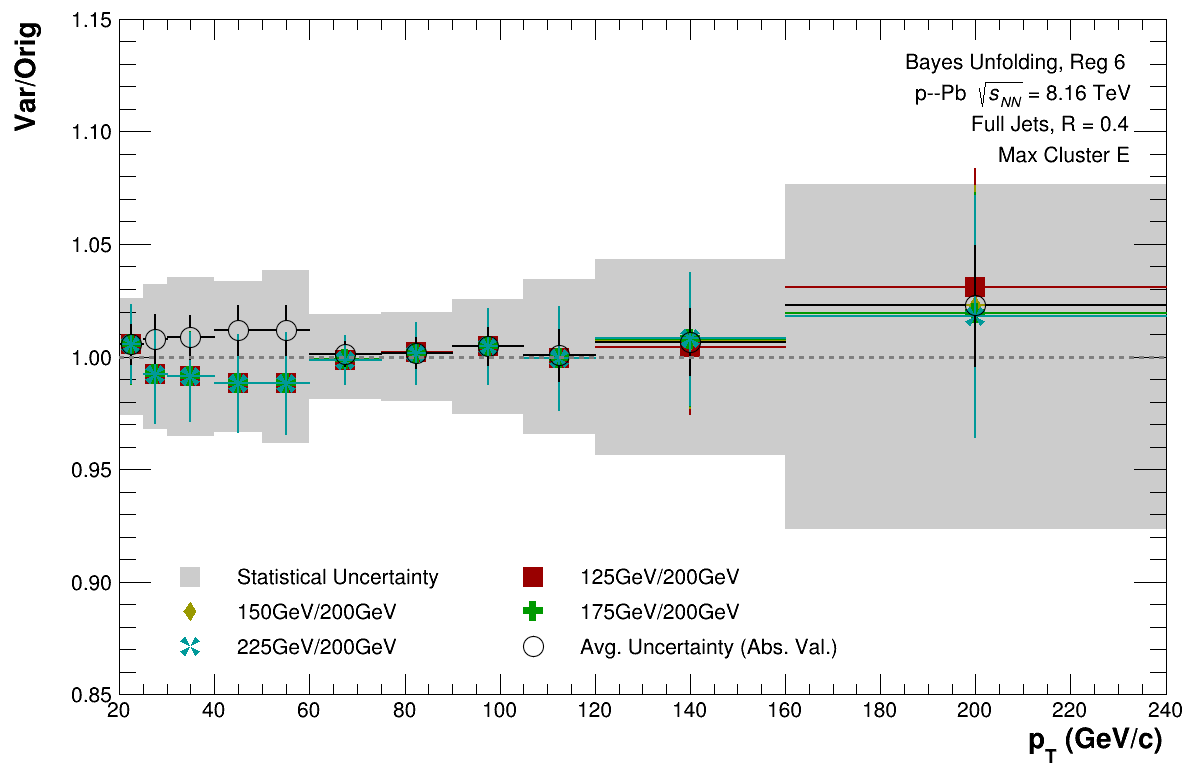 Var/Orig
1.15
1.10
1.05
1.00
0.95
0.90
0.85
Bayes Unfolding, Reg 6
p--Pb √s_NN = 8.16 TeV
Full Jets, R = 0.4
Max Cluster E
Statistical Uncertainty
125GeV/200GeV
150GeV/200GeV
175GeV/200GeV
225GeV/200GeV
Avg. Uncertainty (Abs. Val.)
20 40 60 80 100 120 140 160 180 200 220 240
p_T (GeV/c)